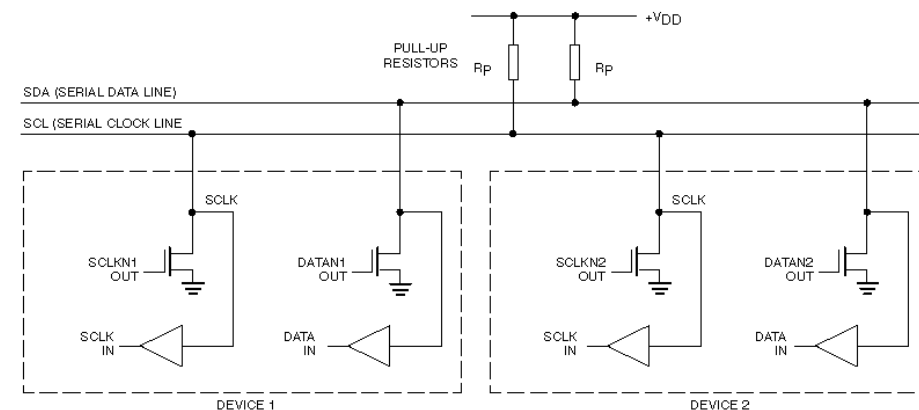 +VDD
PULL-UP
RESISTORS
RP
RP
SDA (SERIAL DATA LINE)
SCL (SERIAL CLOCK LINE
SCLK
SCLK
SCLKN1
OUT
DATAN1
OUT
SCLKN2
OUT
DATAN2
OUT
SCLK
IN
DATA
IN
SCLK
IN
DATA
IN
DEVICE 1
DEVICE 2